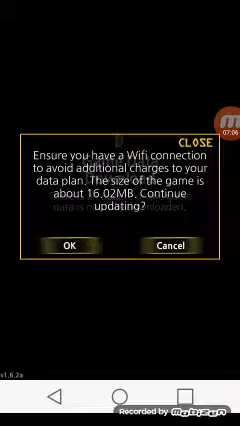 07:06
CLOSE
Ensure you have a Wifi connection
to avoid additional charges to your
data plan. The size of the game is
about 16.02MB. Continue
updating?
OK
Cancel
v1.6.2a
Recorded by mobizen